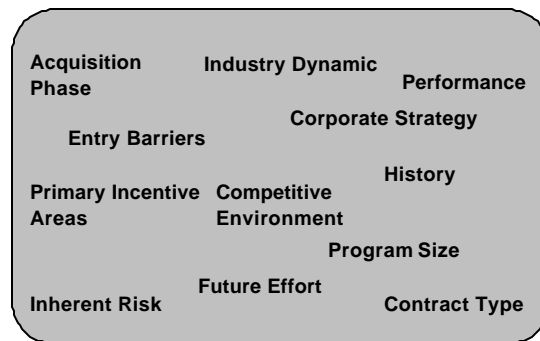 Acquisition
Phase
Industry Dynamic
Performance
Corporate Strategy
Entry Barriers
History
Primary Incentive
Areas
Competitive
Environment
Program Size
Future Effort
Inherent Risk
Contract Type